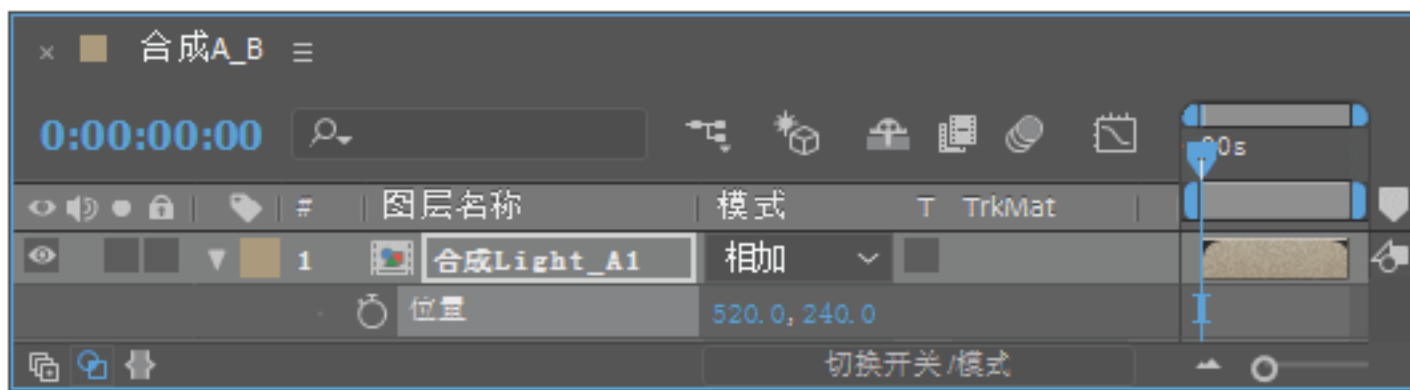 × 合成A_B ≡
0:00:00:00
00s
# 图层名称 模式 T TrkMat
1 合成Light_A1 相加
位置 520.0, 240.0
切换开关/模式